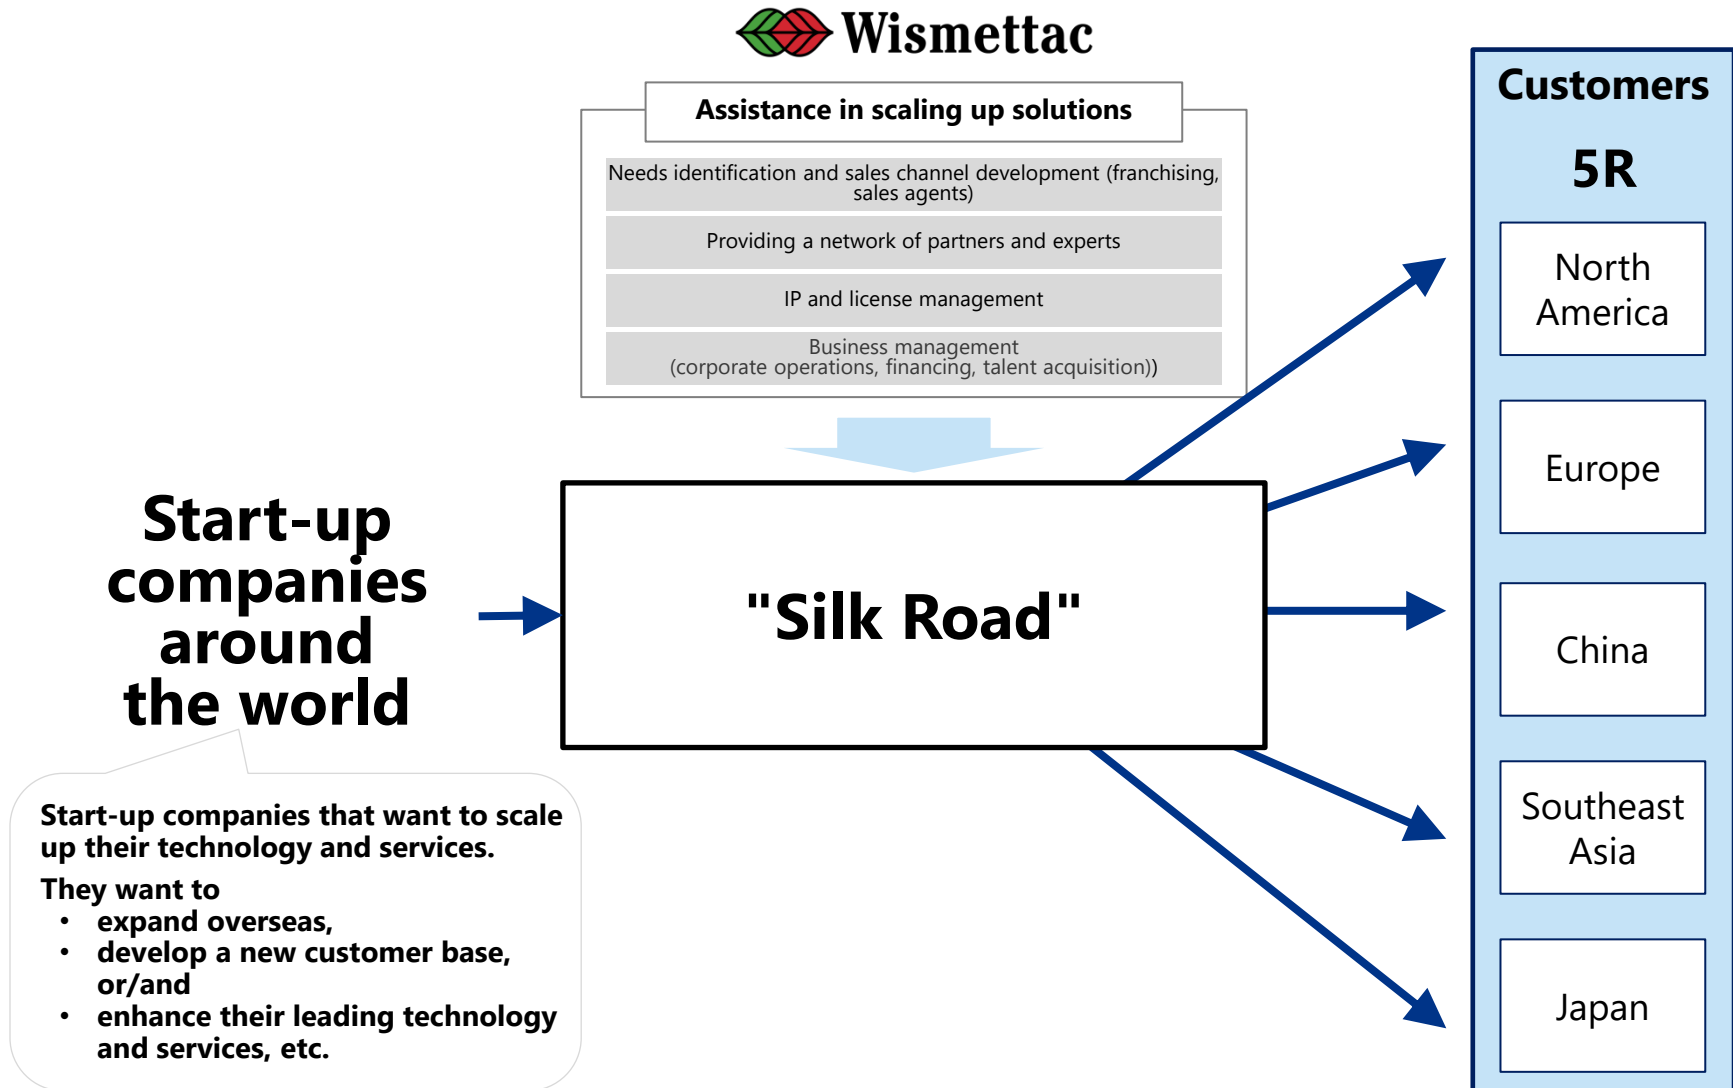 Wismettac
Assistance in scaling up solutions
Needs identification and sales channel development (franchising,
sales agents)
Providing a network of partners and experts
IP and license management
Business management
(corporate operations, financing, talent acquisition))
Start-up
companies
around
the world
"Silk Road"
Start-up companies that want to scale
up their technology and services.
They want to
• expand overseas,
• develop a new customer base,
or/and
• enhance their leading technology
and services, etc.
Customers
5R
North
America
Europe
China
Southeast
Asia
Japan